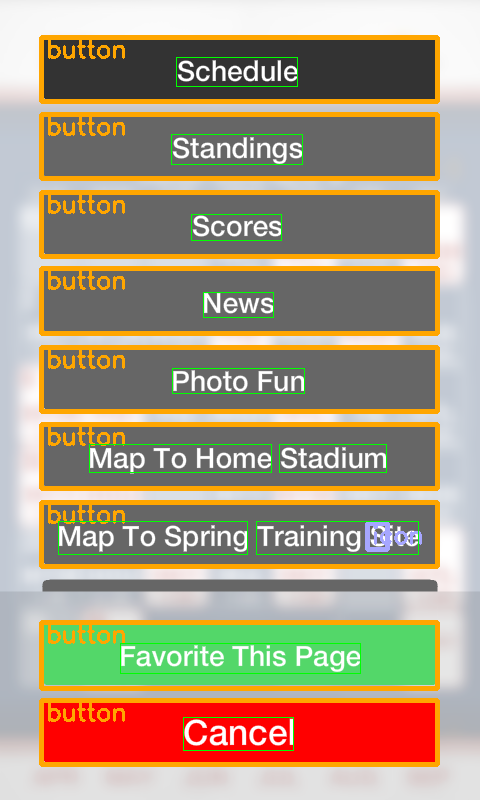 button
Schedule
button
Standings
button
Scores
button
News
button
Photo Fun
button
Map To Home Stadium
button
Map To Spring Training Site
button
Favorite This Page
button
Cancel